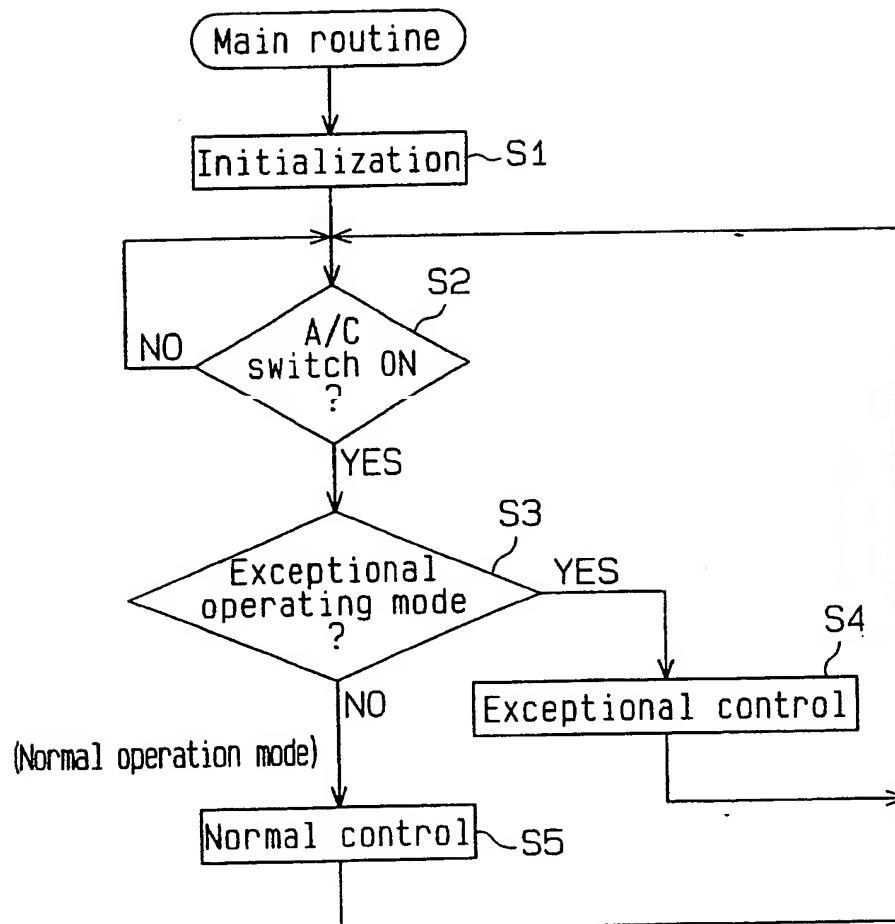 Main routine
Initialization
S1
S2
A/C
switch ON
?
NO
YES
S3
Exceptional
operating mode
?
YES
S4
NO
Exceptional control
(Normal operation mode)
Normal control
S5